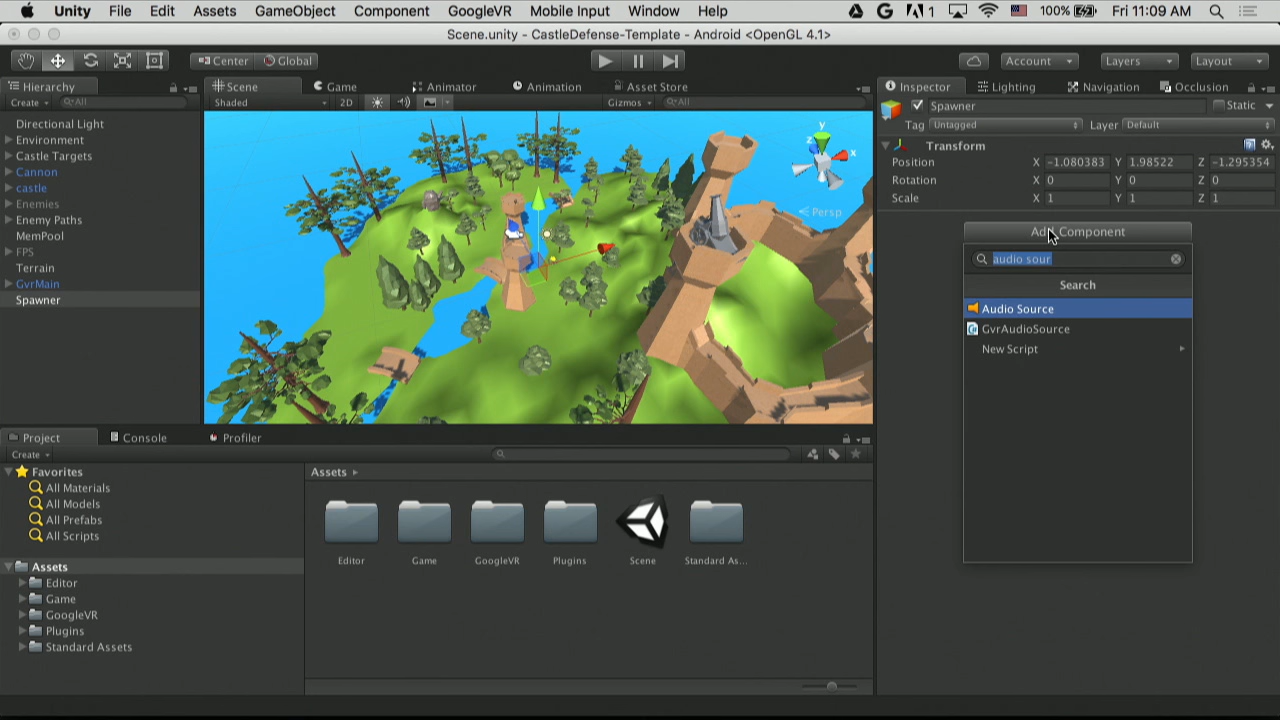 Unity File Edit Assets GameObject Component GoogleVR Mobile Input Window Help 1 100% Fri 11:09 AM
Scene.unity - CastleDefense-Template - Android <OpenGL 4.1>
Center Global Account Layers Layout
Hierarchy Scene Game Animator Animation Asset Store Inspector Lighting Navigation Occlusion
Create All Shaded 2D Gizmos All Spawner Static
Tag Untagged Layer Default
Directional Light
Environment
Castle Targets
Cannon
castle
Enemies
Enemy Paths
MemPool
FPS
Terrain
GvrMain
Spawner
y
x
z
Persp
Transform
Position X -1.080383 Y 1.98522 Z -1.295354
Rotation X 0 Y 0 Z 0
Scale X 1 Y 1 Z 1
Add Component
audio sour
Search
Audio Source
GvrAudioSource
New Script
Project Console Profiler
Create
Favorites
All Materials
All Models
All Prefabs
All Scripts
Assets
Editor
Game
GoogleVR
Plugins
Standard Assets
Assets
Editor Game GoogleVR Plugins Scene Standard As...